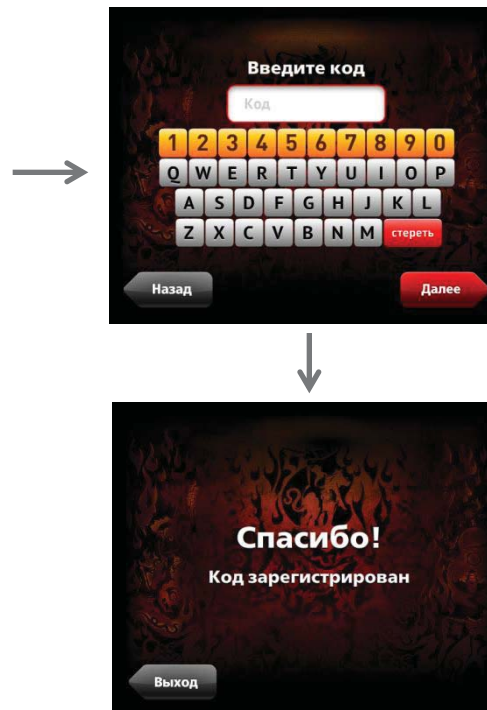 Введите код
Код
1 2 3 4 5 6 7 8 9 0
Q W E R T Y U I O P
A S D F G H J K L
Z X C V B N M стереть
Назад Далее
Спасибо!
Код зарегистрирован
Выход